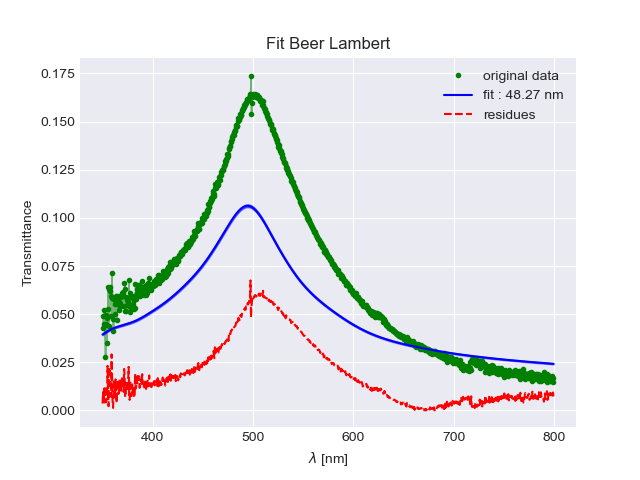 Fit Beer Lambert
original data
fit : 48.27 nm
residues
Transmittance
0.175
0.150
0.125
0.100
0.075
0.050
0.025
0.000
400 500 600 700 800
λ [nm]